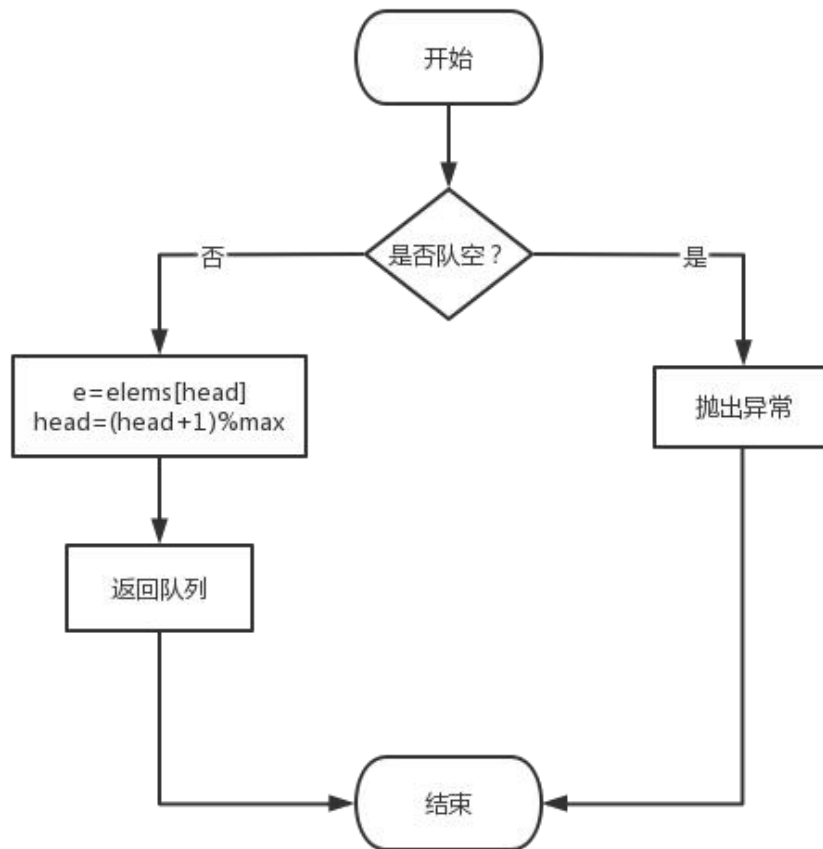 开始
是否队空？
否
是
e=elems[head]
head=(head+1)%max
抛出异常
返回队列
结束